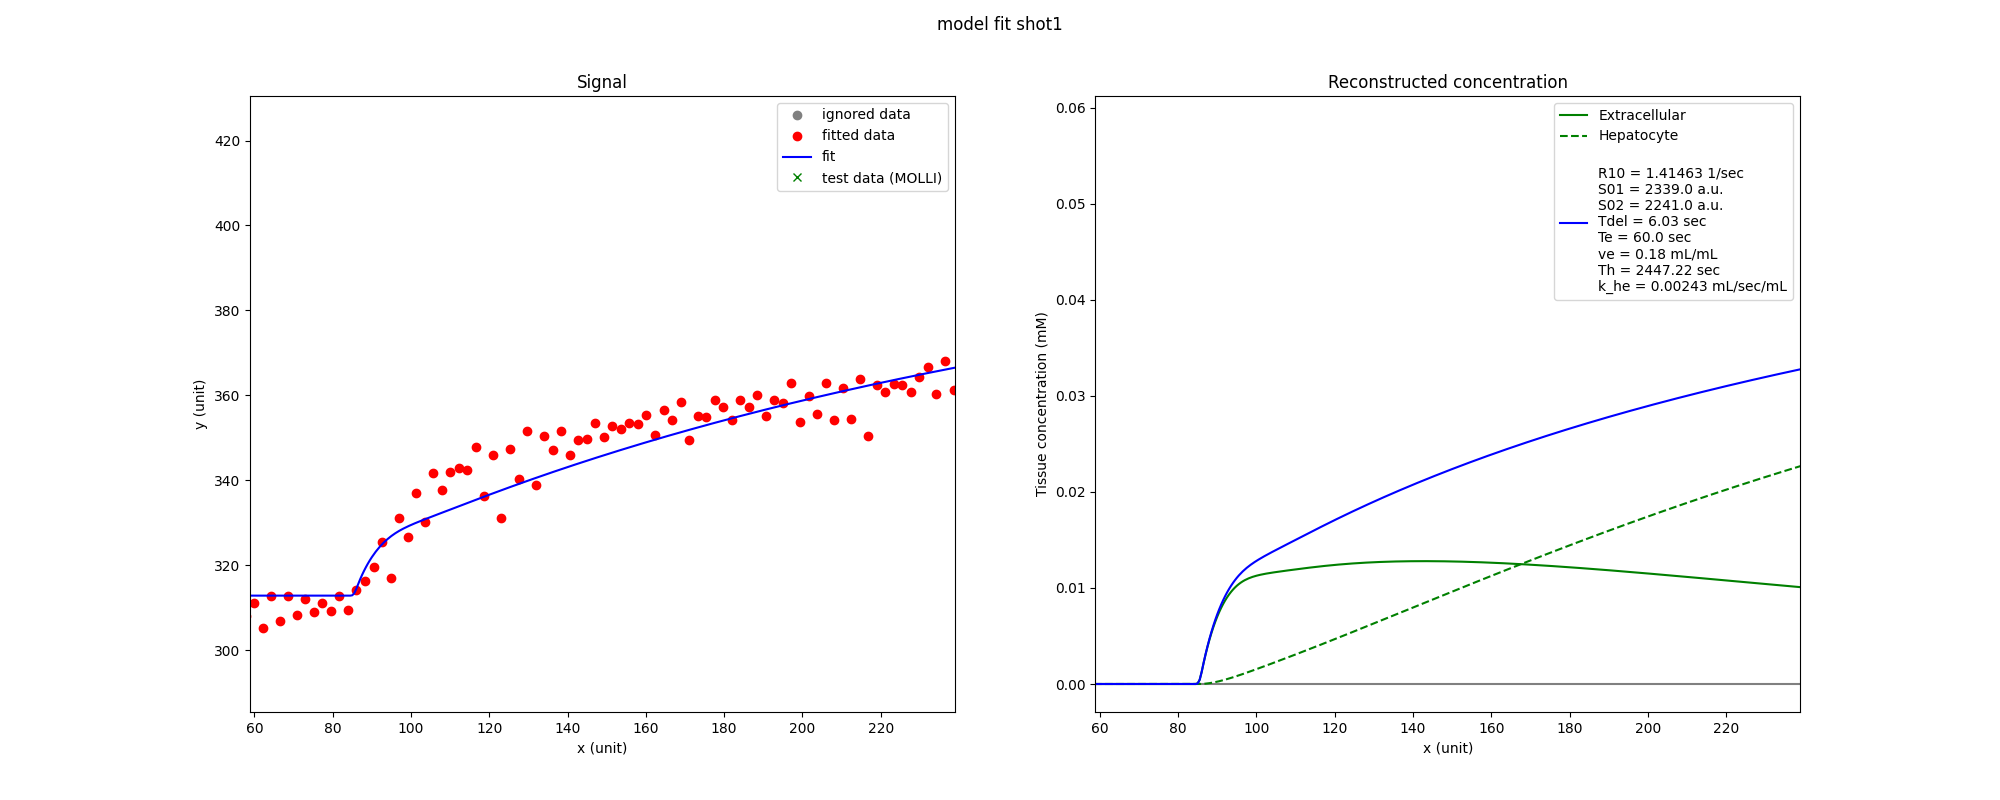 model fit shot1
Signal
420
400
380
360
340
320
300
y (unit)
60 80 100 120 140 160 180 200 220
x (unit)
ignored data
fitted data
fit
test data (MOLLI)
Reconstructed concentration
0.06
0.05
0.04
0.03
0.02
0.01
0.00
Tissue concentration (mM)
60 80 100 120 140 160 180 200 220
x (unit)
Extracellular
Hepatocyte
R10 = 1.41463 1/sec
S01 = 2339.0 a.u.
S02 = 2241.0 a.u.
Tdel = 6.03 sec
Te = 60.0 sec
ve = 0.18 mL/mL
Th = 2447.22 sec
k_he = 0.00243 mL/sec/mL